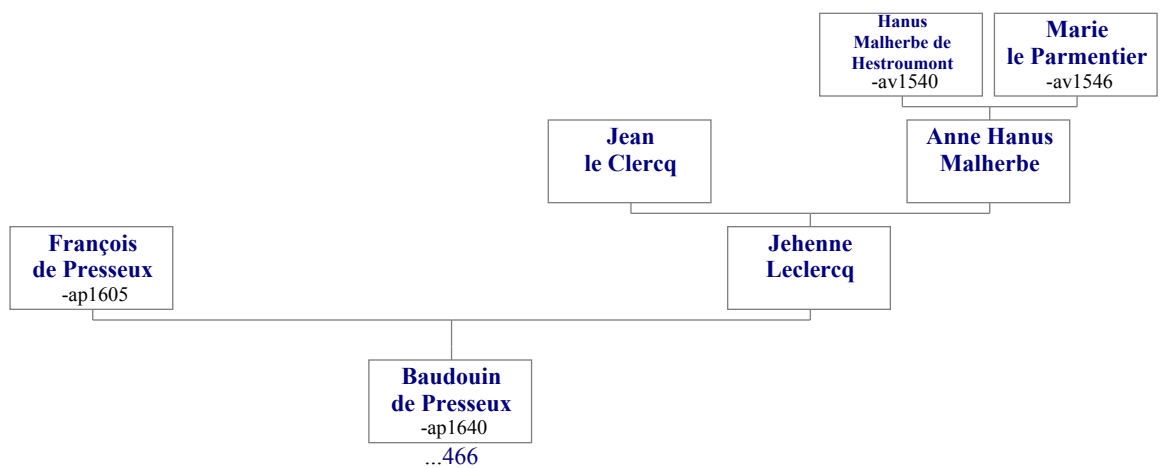 Hanus
Malherbe de
Hestroumont
-av1540
Marie
le Parmentier
-av1546
Jean
le Clercq
Anne Hanus
Malherbe
François
de Presseux
-ap1605
Jehenne
Leclercq
Baudouin
de Presseux
-ap1640
...466